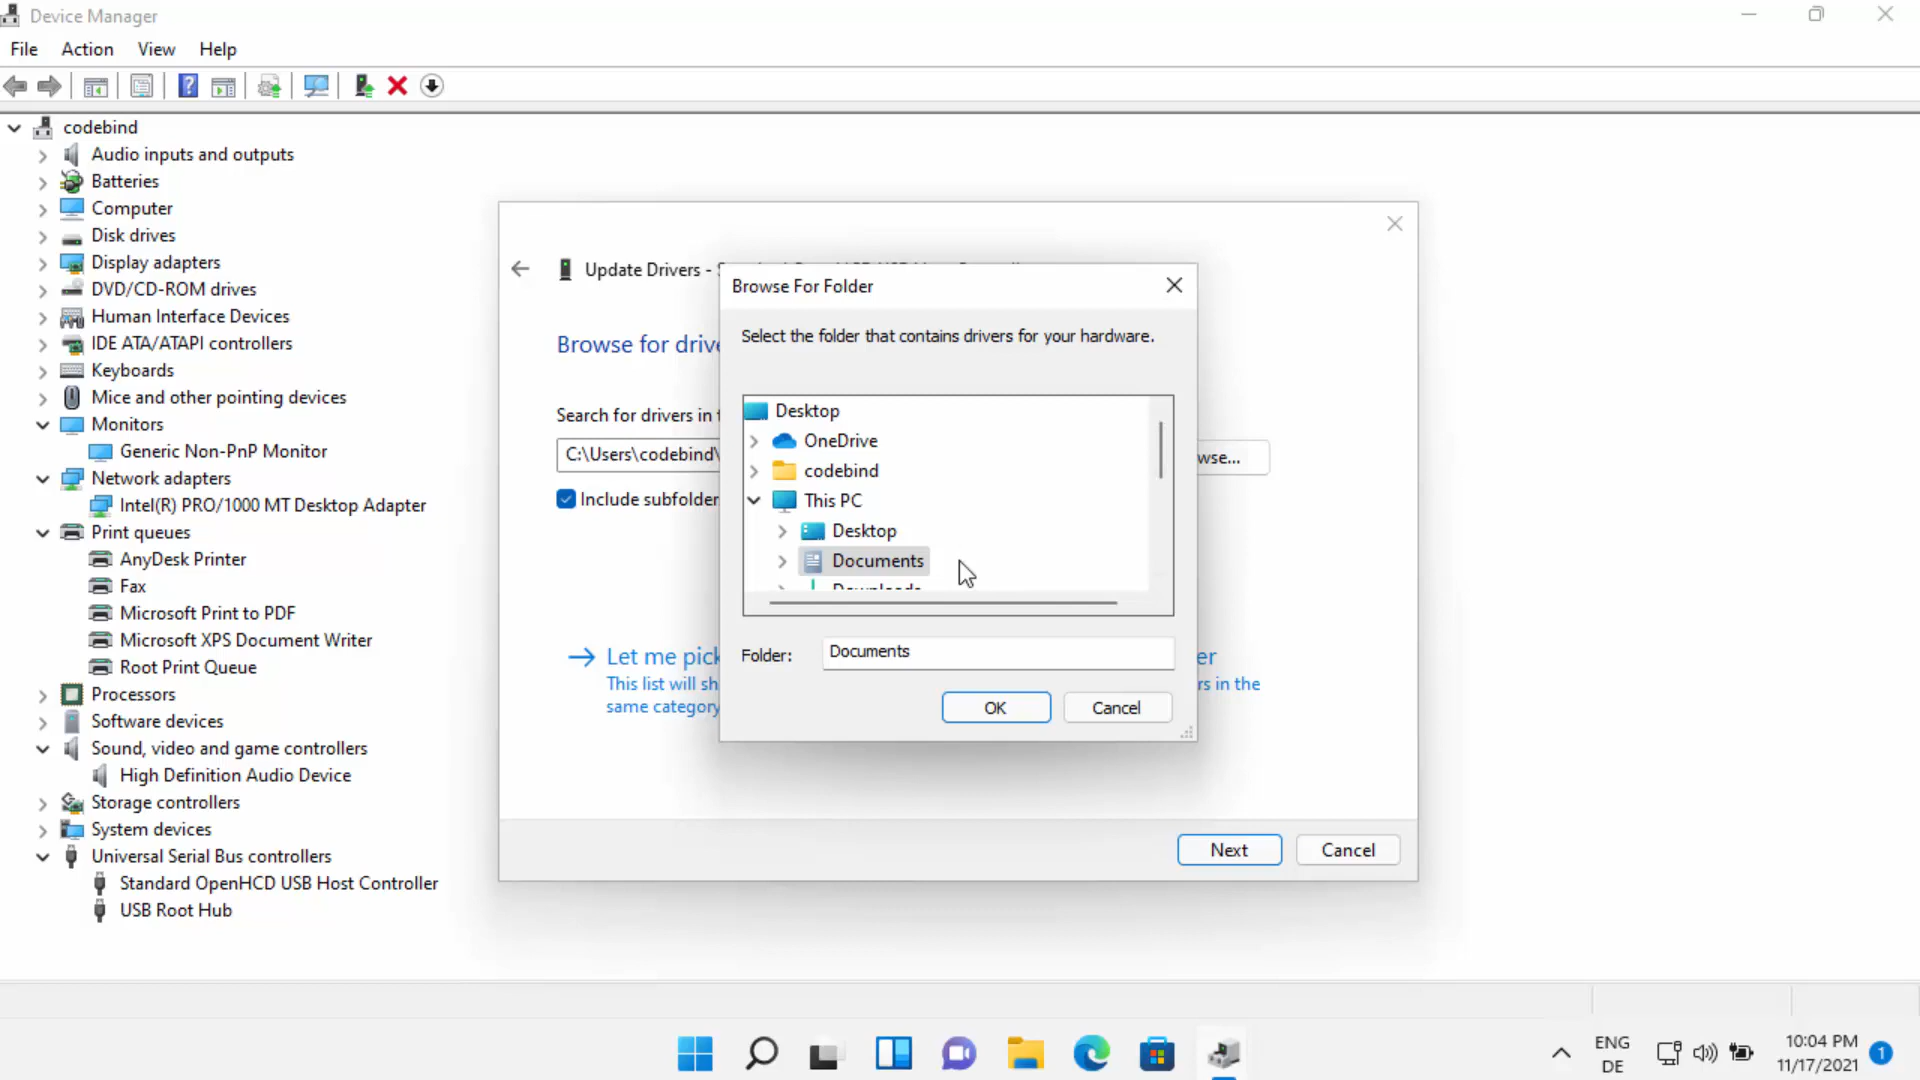 Device Manager
File Action View Help
codebind
Audio inputs and outputs
Batteries
Computer
Disk drives
Display adapters
DVD/CD-ROM drives
Human Interface Devices
IDE ATA/ATAPI controllers
Keyboards
Mice and other pointing devices
Monitors
Generic Non-PnP Monitor
Network adapters
Intel(R) PRO/1000 MT Desktop Adapter
Print queues
AnyDesk Printer
Fax
Microsoft Print to PDF
Microsoft XPS Document Writer
Root Print Queue
Processors
Software devices
Sound, video and game controllers
High Definition Audio Device
Storage controllers
System devices
Universal Serial Bus controllers
Standard OpenHCD USB Host Controller
USB Root Hub
Update Drivers -
Browse for drive
Search for drivers in
C:\Users\codebind\
wse...
Include subfolder
Let me pick
er
This list will sh
rs in the
same category
Next
Cancel
Browse For Folder
Select the folder that contains drivers for your hardware.
Desktop
OneDrive
codebind
This PC
Desktop
Documents
Downloads
Folder:
Documents
OK
Cancel
ENG
DE
10:04 PM
11/17/2021
1